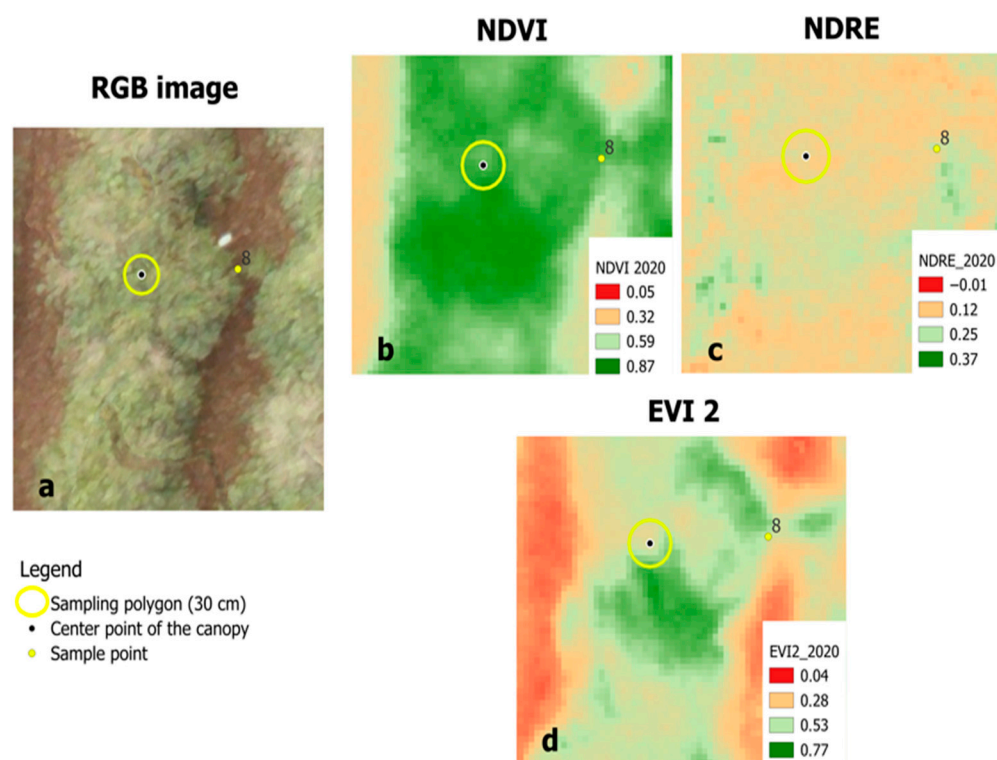 RGB image
8
a
NDVI
8
NDVI 2020
0.05
0.32
0.59
0.87
b
NDRE
8
NDRE_2020
−0.01
0.12
0.25
0.37
c
EVI 2
8
EVI2_2020
0.04
0.28
0.53
0.77
d
Legend
Sampling polygon (30 cm)
Center point of the canopy
Sample point